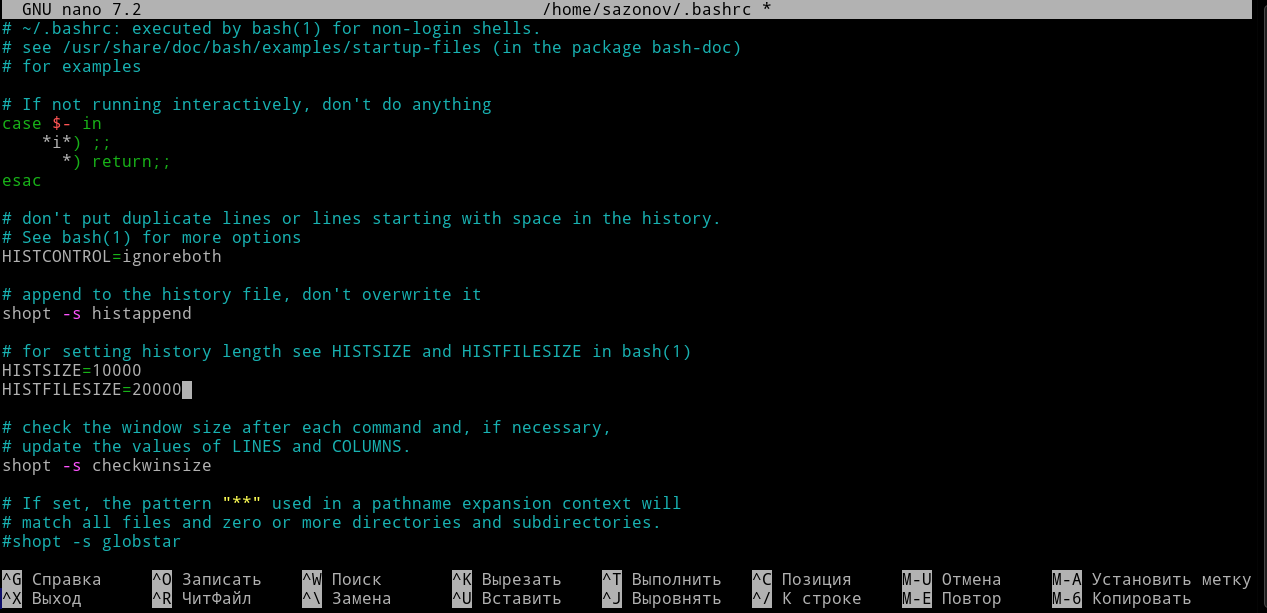 GNU nano 7.2 /home/sazonov/.bashrc *
# ~/.bashrc: executed by bash(1) for non-login shells.
# see /usr/share/doc/bash/examples/startup-files (in the package bash-doc)
# for examples
# If not running interactively, don't do anything
case $- in
*i*) ;;
*) return;;
esac
# don't put duplicate lines or lines starting with space in the history.
# See bash(1) for more options
HISTCONTROL=ignoreboth
# append to the history file, don't overwrite it
shopt -s histappend
# for setting history length see HISTSIZE and HISTFILESIZE in bash(1)
HISTSIZE=10000
HISTFILESIZE=20000
# check the window size after each command and, if necessary,
# update the values of LINES and COLUMNS.
shopt -s checkwinsize
# If set, the pattern "**" used in a pathname expansion context will
# match all files and zero or more directories and subdirectories.
#shopt -s globstar
^G Справка ^O Записать ^W Поиск ^K Вырезать ^T Выполнить ^C Позиция M-U Отмена M-A Установить метку
^X Выход ^R ЧитФайл ^\ Замена ^U Вставить ^J Выровнять ^/ К строке M-E Повтор M-6 Копировать